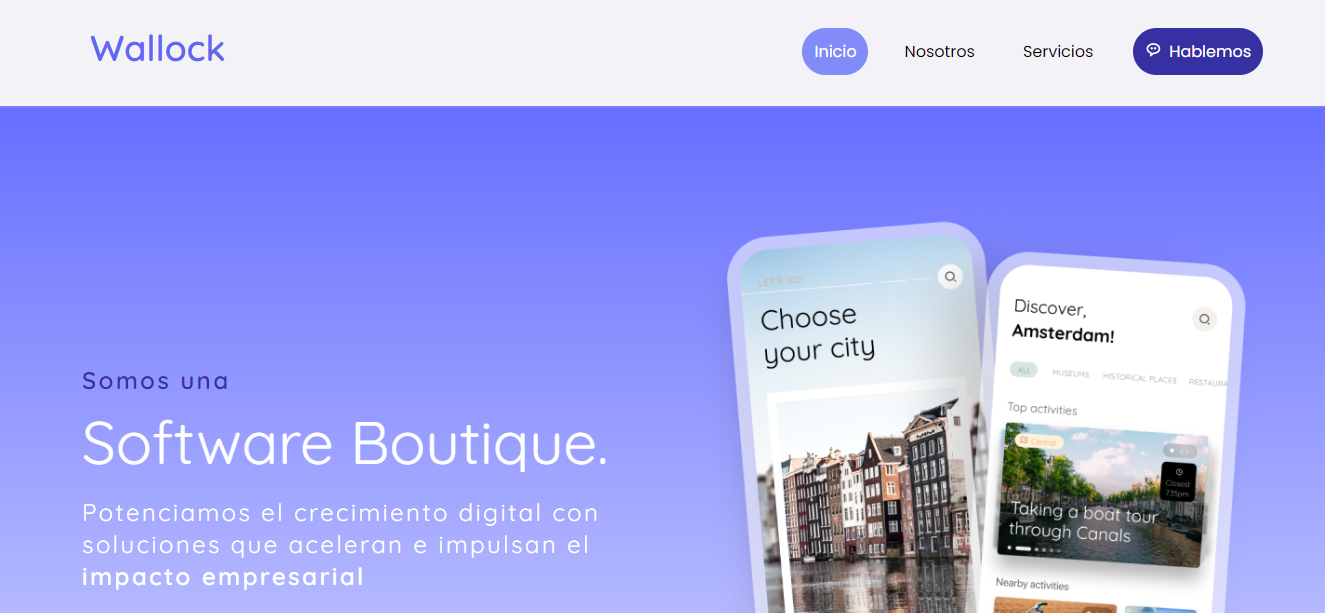 Wallock
Inicio
Nosotros
Servicios
Hablemos
Somos una
Software Boutique.
Potenciamos el crecimiento digital con
soluciones que aceleran e impulsan el
impacto empresarial
LET'S GO!
Choose
your city
Discover,
Amsterdam!
ALL
MUSEUMS
HISTORICAL PLACES
RESTAURA
Top activities
Central
Closest
7:35pm
Taking a boat tour
through Canals
Nearby activities